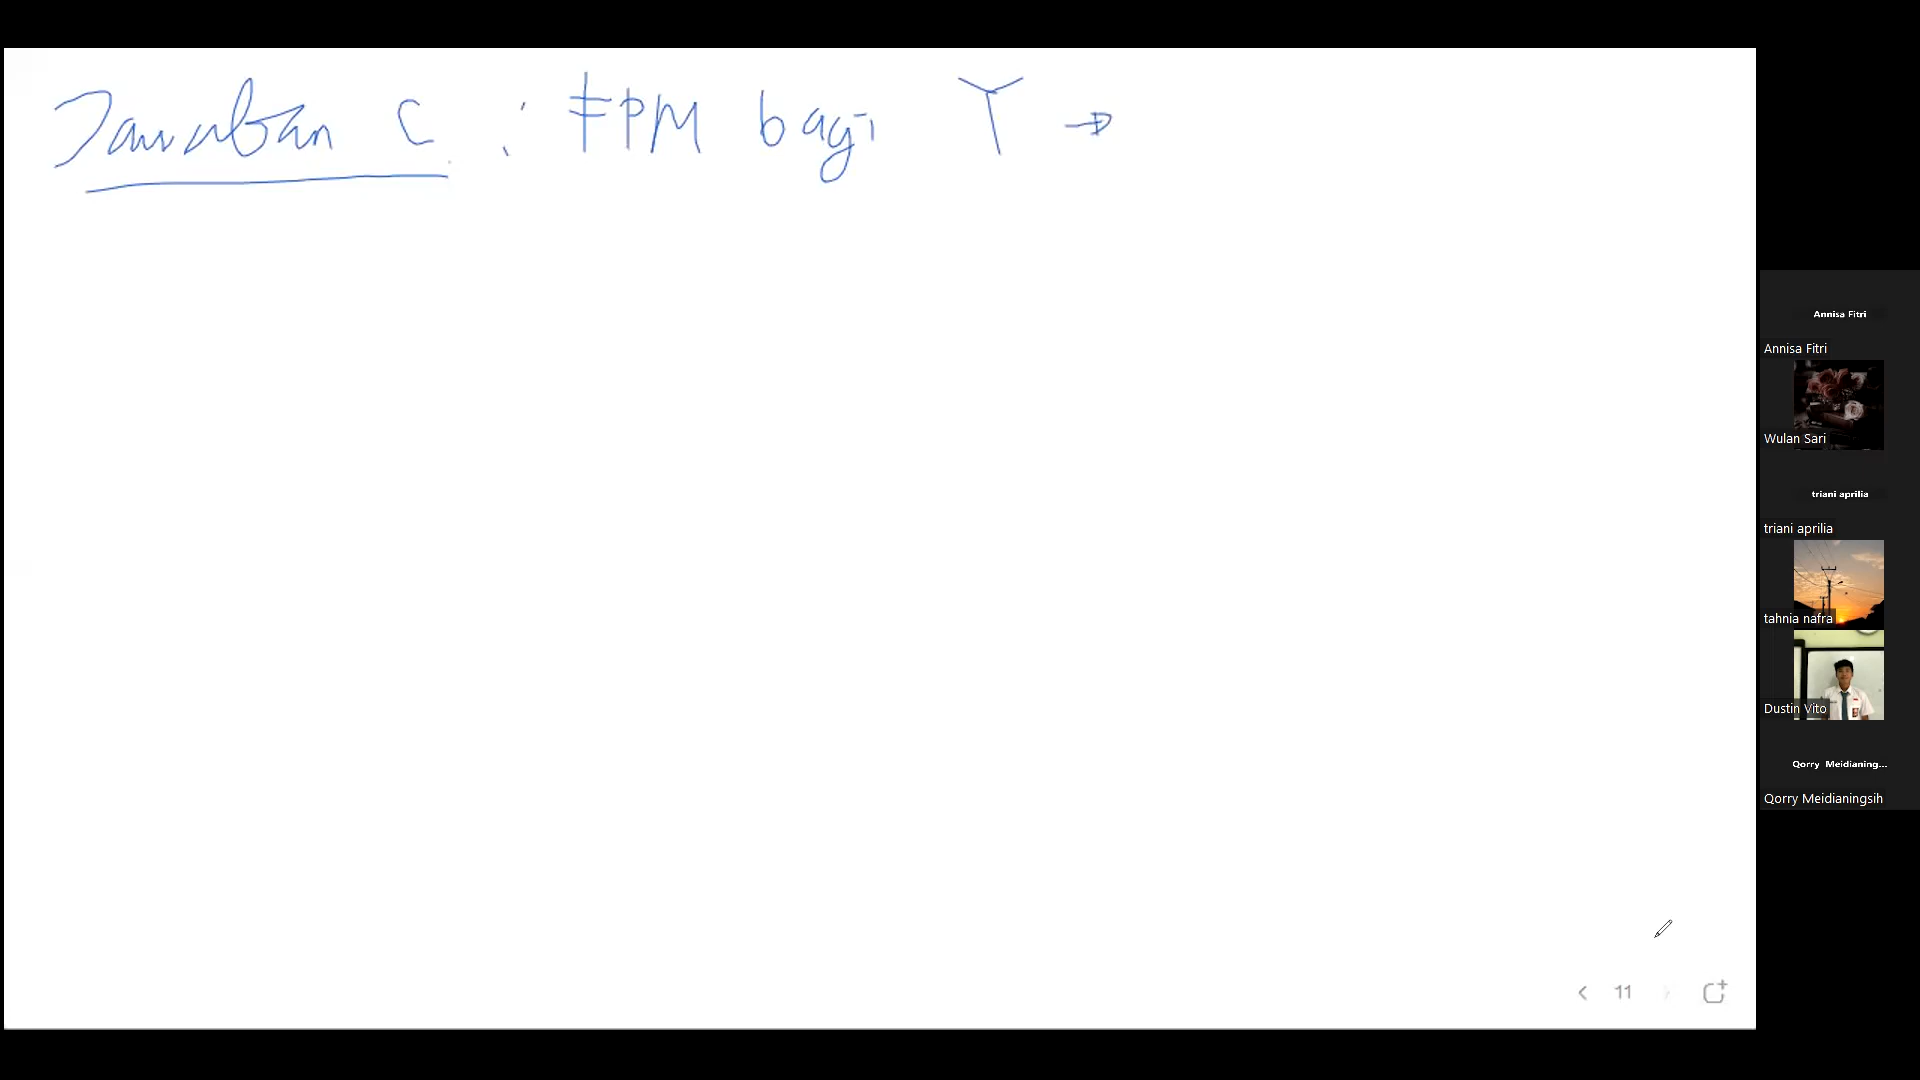 Jawaban C : FPM bagi Y →
Annisa Fitri
Annisa Fitri
Wulan Sari
triani aprilia
triani aprilia
tahnia nafra
Dustin Vito
Qorry Meidianing...
Qorry Meidianingsih
< 11 >